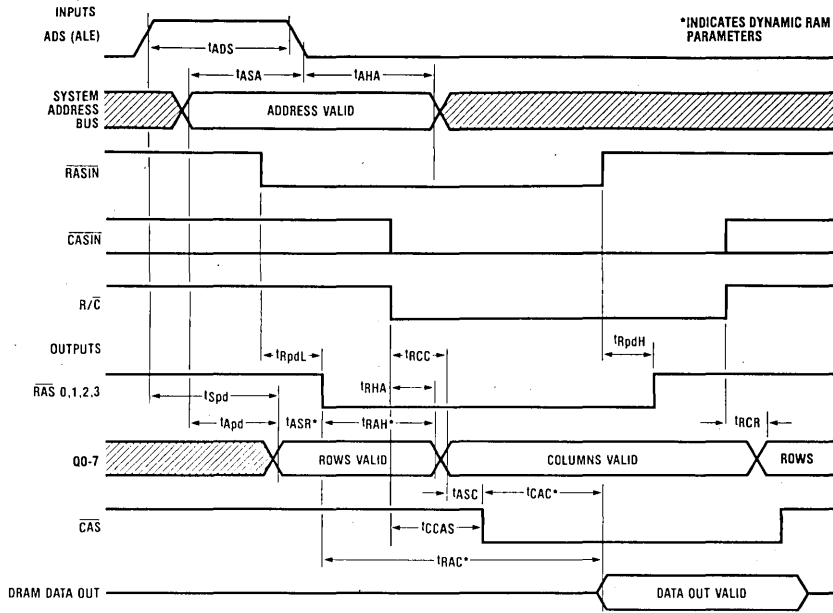 INPUTS
ADS (ALE)
*INDICATES DYNAMIC RAM
PARAMETERS
tADS
tASA
tAHA
SYSTEM
ADDRESS
BUS
ADDRESS VALID
RASIN
CASIN
R/C
OUTPUTS
tRpdL
tRCC
tRpdH
RAS 0,1,2,3
tSpd
tRHA
tApd
tASR*
tRAH*
tRCR
Q0-7
ROWS VALID
COLUMNS VALID
ROWS
tASC
tCAC*
CAS
tCCAS
tRAC*
DRAM DATA OUT
DATA OUT VALID